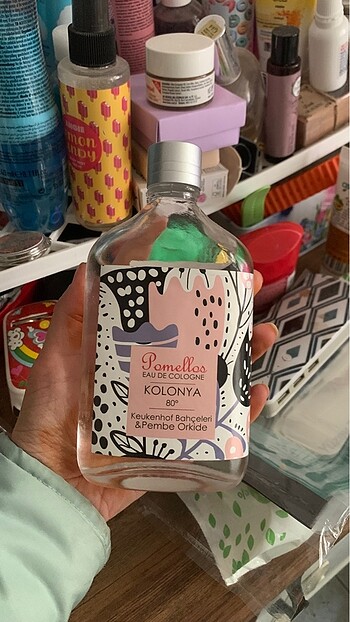 Pomellos
EAU DE COLOGNE
KOLONYA
80°
Keukenhof Bahçeleri
&Pembe Orkide